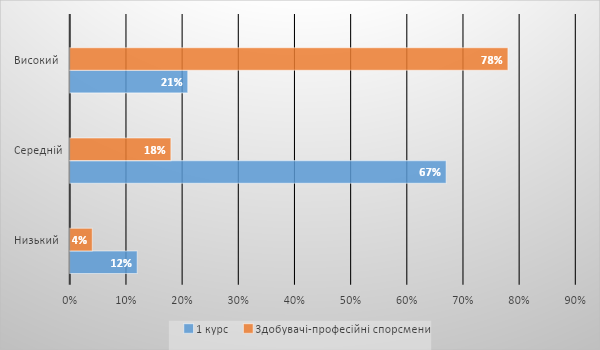 Високий
78%
21%
Середній
18%
67%
Низький
4%
12%
0% 10% 20% 30% 40% 50% 60% 70% 80% 90%
1 курс Здобувачі-професійні спорсмени